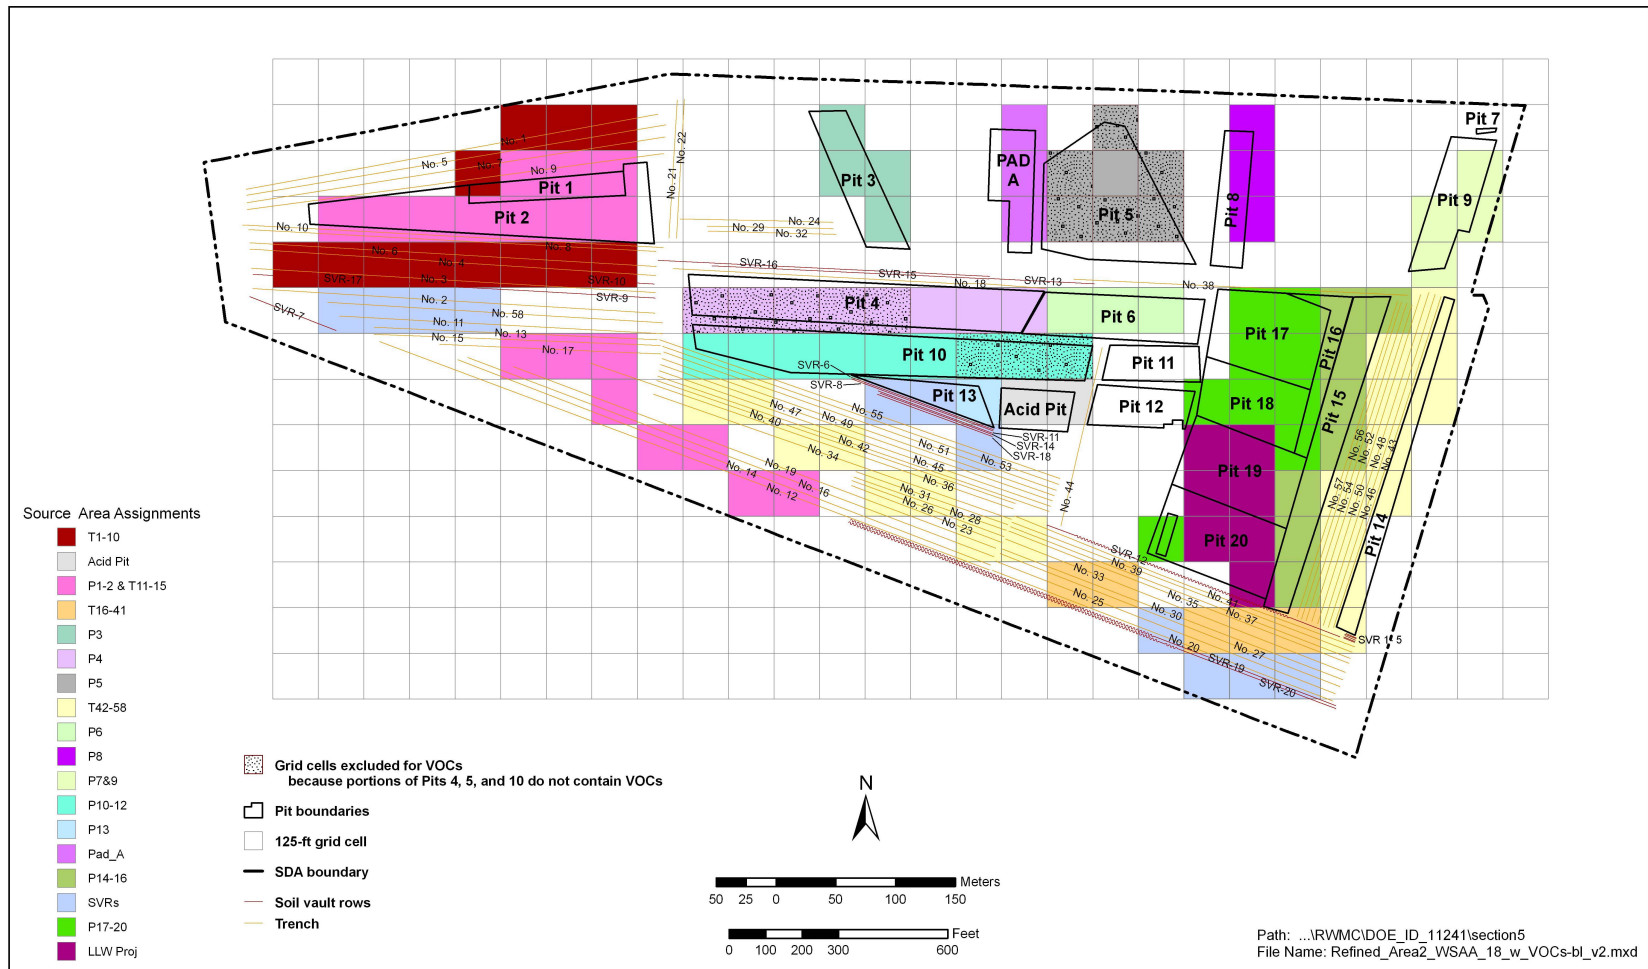 No. 1
No. 5
No. 7
No. 9
No. 22
No. 21
Pit 1
Pit 2
No. 10
No. 6
No. 8
No. 4
SVR-17
No. 3
SVR-10
No. 2
SVR-9
SVR-7
No. 58
No. 11
No. 13
No. 15
No. 17
No. 24
No. 29
No. 32
SVR-16
SVR-15
SVR-13
No. 18
No. 38
Pit 3
PAD
A
Pit 5
Pit 8
Pit 7
Pit 9
Pit 4
Pit 6
Pit 10
Pit 11
Pit 12
Pit 13
Acid Pit
SVR-6
SVR-8
SVR-11
SVR-14
SVR-18
Pit 17
Pit 16
Pit 18
Pit 15
Pit 19
Pit 20
Pit 14
No. 47
No. 40
No. 49
No. 55
No. 42
No. 34
No. 51
No. 45
No. 53
No. 36
No. 31
No. 26
No. 28
No. 23
No. 19
No. 14
No. 16
No. 12
No. 44
No. 56
No. 52
No. 48
No. 43
No. 57
No. 54
No. 50
No. 46
SVR-12
No. 39
No. 33
No. 25
No. 35
No. 41
No. 37
No. 30
No. 20
No. 27
SVR-19
SVR-20
Source Area Assignments
T1-10
Acid Pit
P1-2 & T11-15
T16-41
P3
P4
P5
T42-58
P6
P8
P7&9
P10-12
P13
Pad_A
P14-16
SVRs
P17-20
LLW Proj
Grid cells excluded for VOCs
because portions of Pits 4, 5, and 10 do not contain VOCs
Pit boundaries
125-ft grid cell
SDA boundary
Soil vault rows
Trench
N
Meters
50 25 0 50 100 150
Feet
0 100 200 300 600
Path: ...\RWMC\DOE_ID_11241\section5
File Name: Refined_Area2_WSAA_18_w_VOCs-bl_v2.mxd